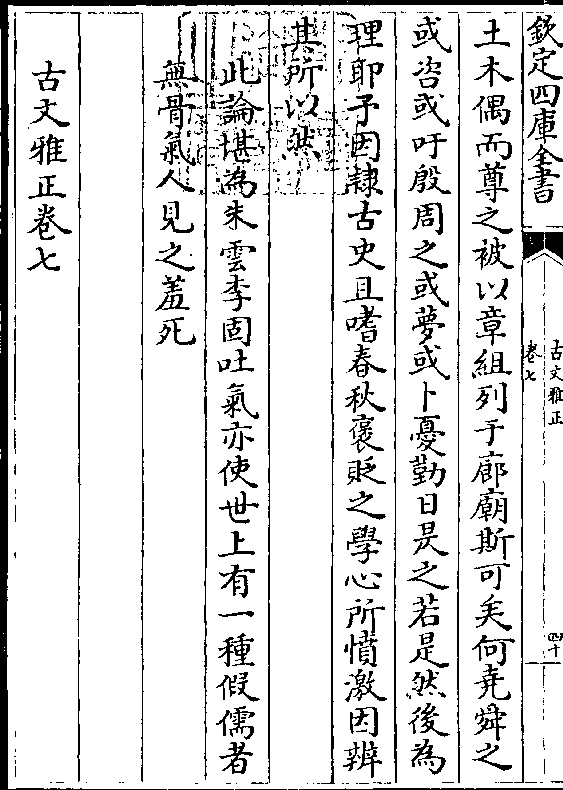 欽定四庫全書
古文雅正
卷七
四十
土木偶而尊之被以章組列于廊廟斯可矣何堯舜之
或咨或吁殷周之或夢或卜憂勤日昃之若是然後為
理耶予因隷古史且嗜春秋褒貶之學心所憤激因辨
其所以然
此論堪為朱雲李固吐氣亦使世上有一種假儒者
無骨氣人見之羞死
古文雅正卷七